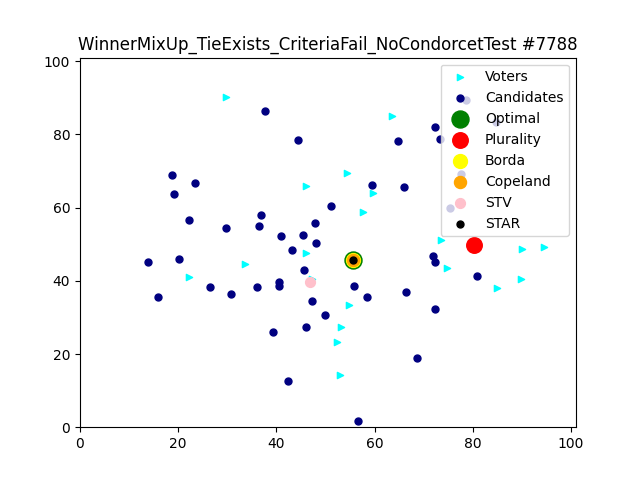 WinnerMixUp_TieExists_CriteriaFail_NoCondorcetTest #7788
100
80
60
40
20
0
0
20
40
60
80
100
Voters
Candidates
Optimal
Plurality
Borda
Copeland
STV
STAR